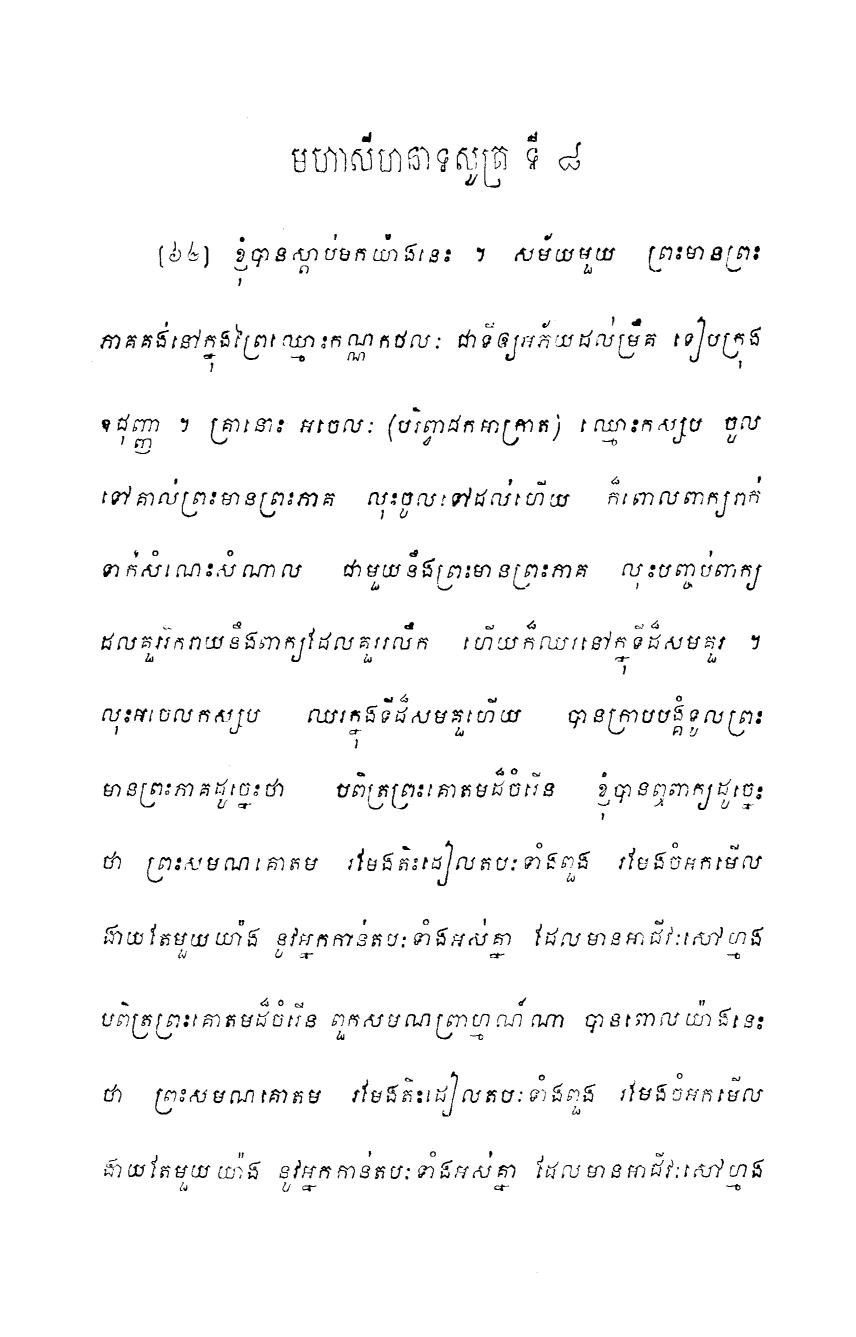 មហាសីហនាទសូត្រ ទី ៨
[៦៤] ខ្ញុំបានស្តាប់មកយ៉ាងនេះ ។ សម័យមួយ ព្រះមានព្រះ
ភាគគង់នៅក្នុងព្រៃឈ្មោះកណ្ណកថលៈ ជាទីឲ្យអភ័យដល់ម្រឹគ ទៀបក្រុង
ឧជុញ្ញា ។ គ្រានោះ អចេលៈ (បរិព្វាជកអាក្រាត) ឈ្មោះកស្សប ចូល
ទៅគាល់ព្រះមានព្រះភាគ លុះចូលទៅដល់ហើយ ក៏ពោលពាក្យរាក់
ទាក់សំណេះសំណាល ជាមួយនឹងព្រះមានព្រះភាគ លុះបញ្ចប់ពាក្យ
ដលគួររីករាយនឹងពាក្យដែលគួររលឹក ហើយក៏ឈរនៅក្នុទីដ៏សមគួរ ។
លុះអចេលកស្សប ឈរក្នុងទីដ៏សមគួរហើយ បានក្រាបបង្គំទូលព្រះ
មានព្រះភាគដូច្នេះថា បពិត្រព្រះគោតមដ៏ចំរើន ខ្ញុំបានឮពាក្យដូច្នេះ
ថា ព្រះសមណគោតម រមែងតិះដៀលតបៈទាំងពួង រមែងចំអកមើល
ងាយតែមួយយ៉ាង នូវអ្នកកាន់តបៈទាំងអស់គ្នា ដែលមានអាជីវៈសៅហ្មង
បពិត្រព្រះគោតមដ៏ចំរើន ពួកសមណព្រាហ្មណ៍ណា បានពោលយ៉ាងនេះ
ថា ព្រះសមណគោតម រមែងតិះដៀលតបៈទាំងពួង រមែងចំអកមើល
ងាយតែមួយយ៉ាង នូវអ្នកកាន់តបៈទាំងអស់គ្នា ដែលមានអាជីវៈសៅហ្មង